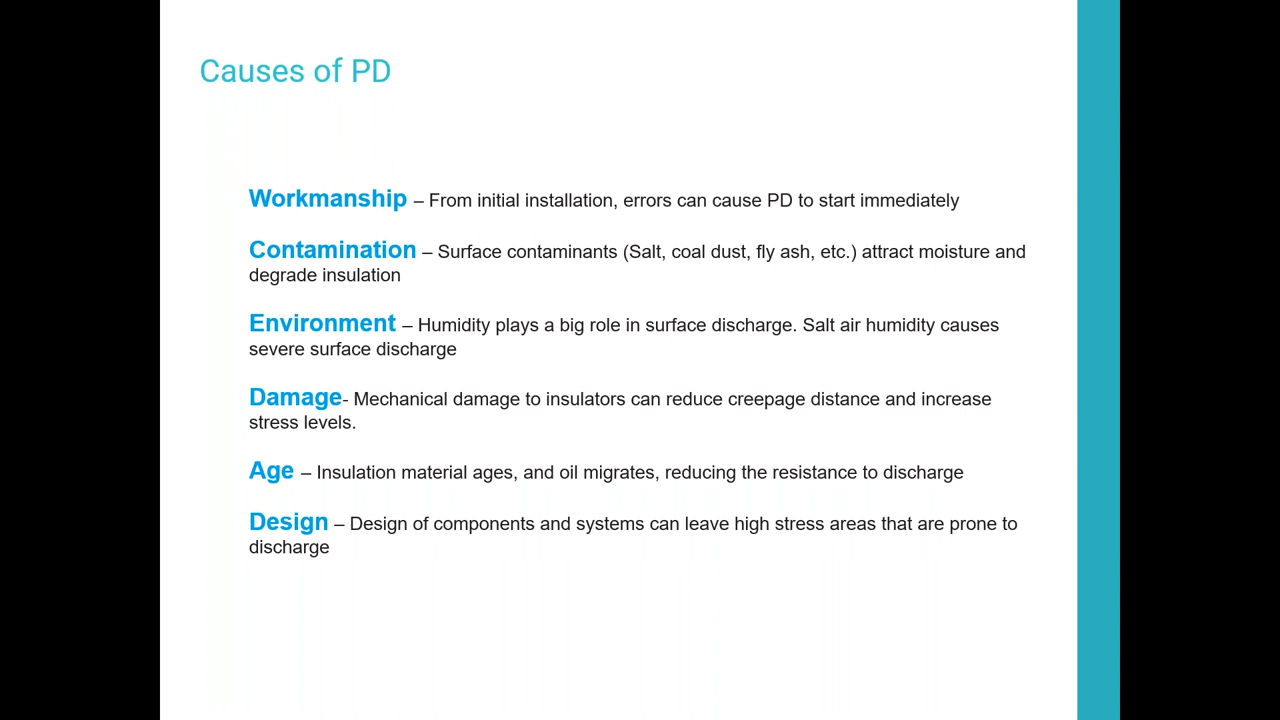 Causes of PD
Workmanship – From initial installation, errors can cause PD to start immediately
Contamination – Surface contaminants (Salt, coal dust, fly ash, etc.) attract moisture and
degrade insulation
Environment – Humidity plays a big role in surface discharge. Salt air humidity causes
severe surface discharge
Damage- Mechanical damage to insulators can reduce creepage distance and increase
stress levels.
Age – Insulation material ages, and oil migrates, reducing the resistance to discharge
Design – Design of components and systems can leave high stress areas that are prone to
discharge